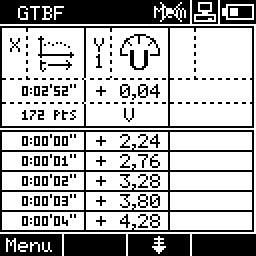 GTBF
X Y
1 U
0:02'52" + 0,04
172 Pts V
0:00'00" + 2,24
0:00'01" + 2,76
0:00'02" + 3,28
0:00'03" + 3,80
0:00'04" + 4,28
Menu